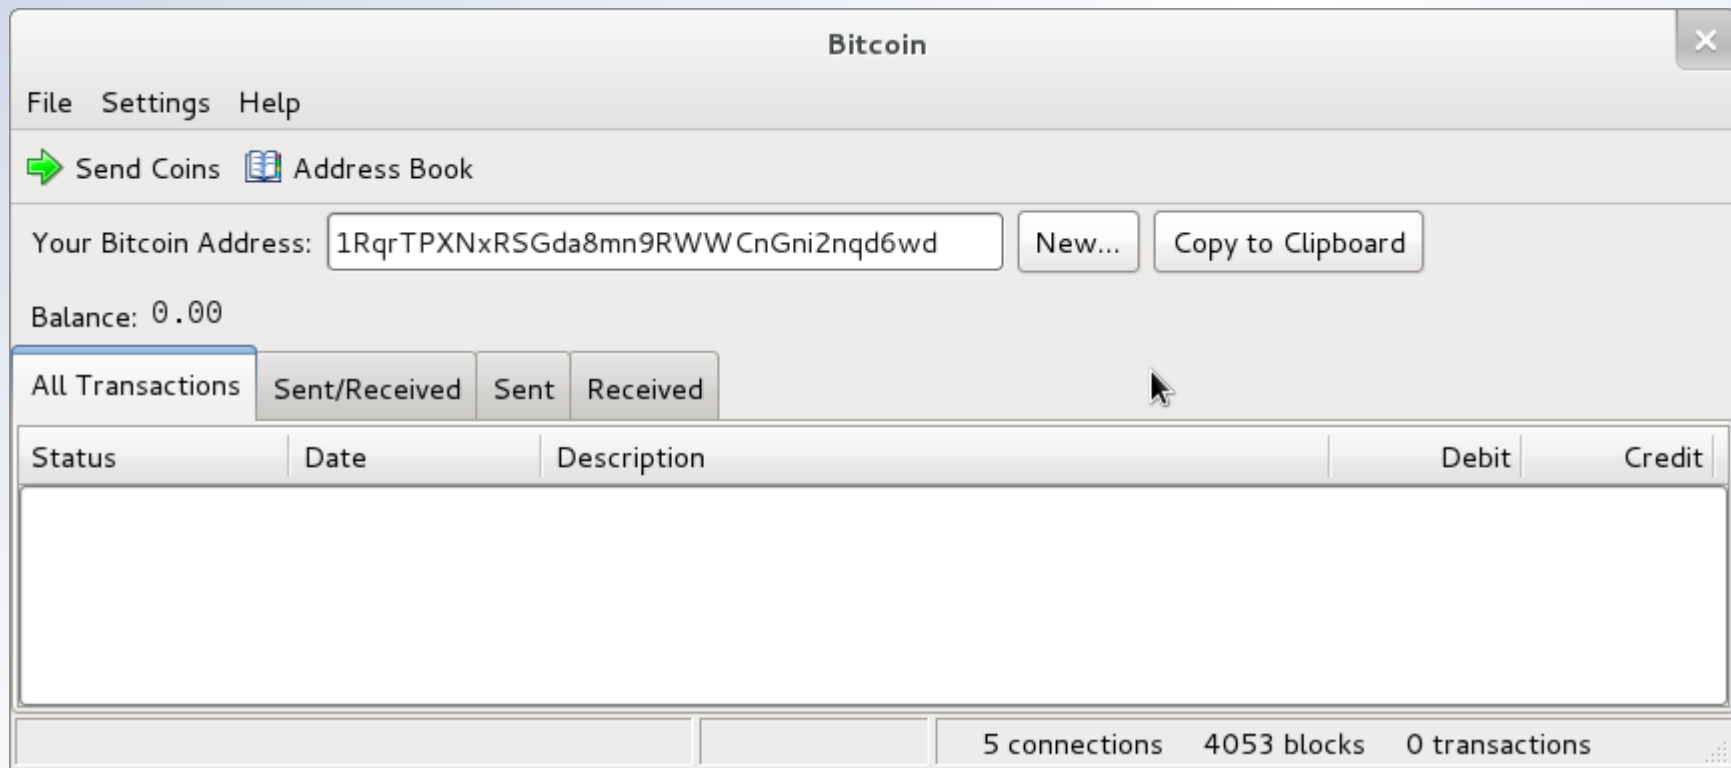 Bitcoin
File Settings Help
Send Coins Address Book
Your Bitcoin Address: 1RqrTPXNxRSGda8mn9RWWCnGni2nqd6wd New... Copy to Clipboard
Balance: 0.00
All Transactions Sent/Received Sent Received
Status Date Description Debit Credit
5 connections 4053 blocks 0 transactions